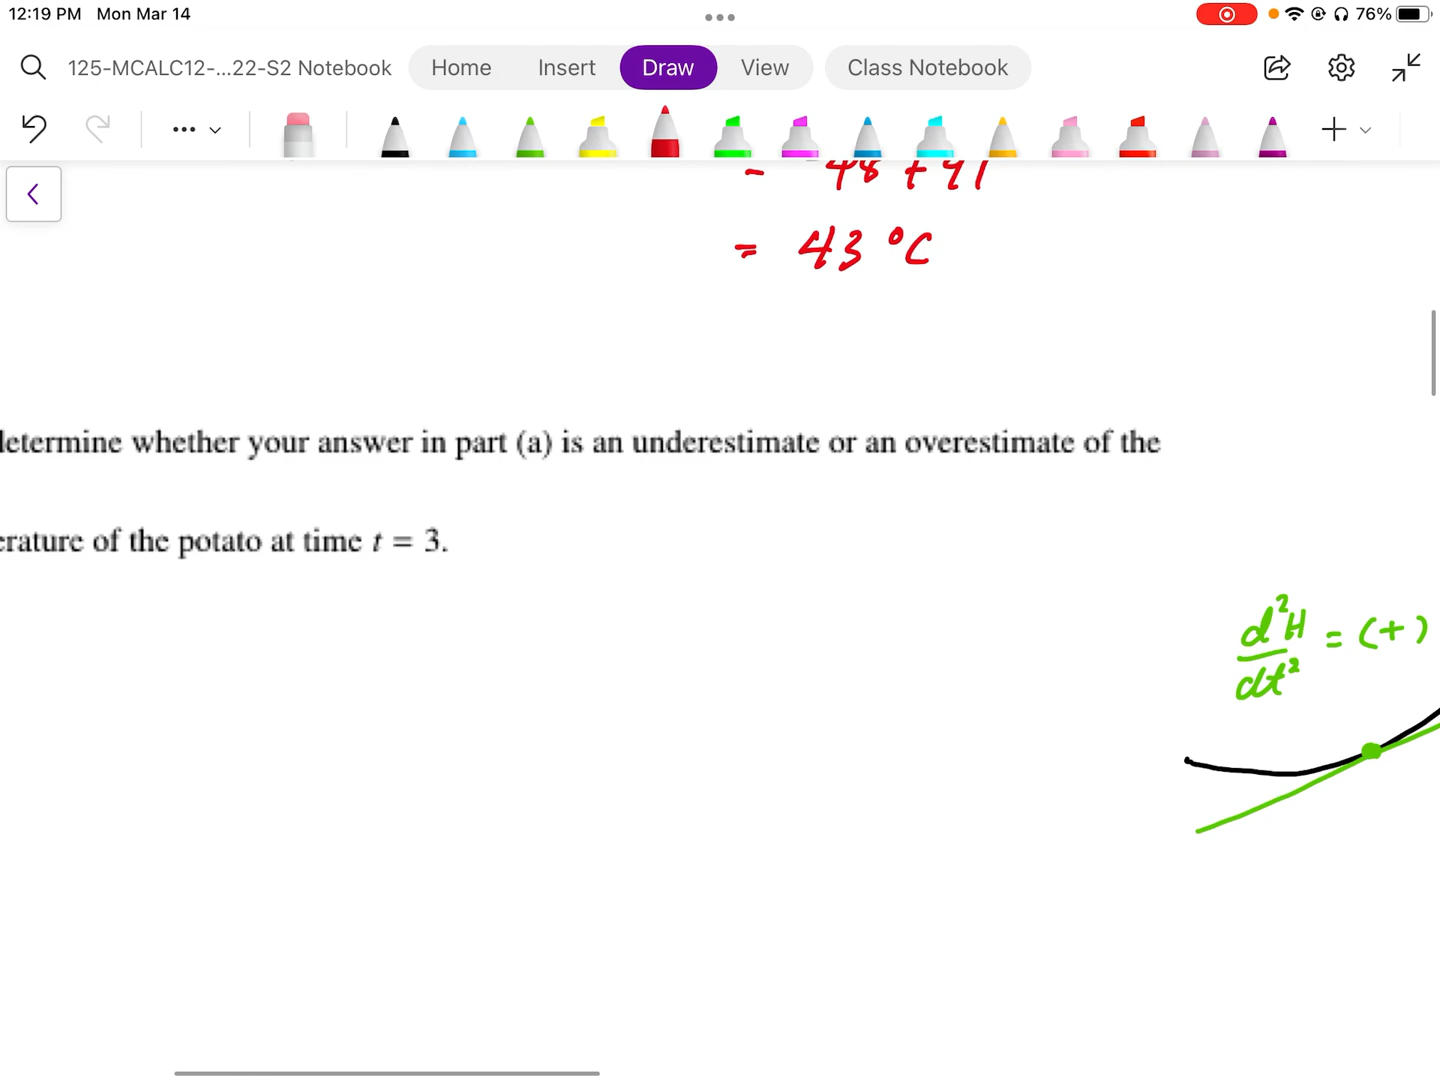 12:19 PM Mon Mar 14
76%
125-MCALC12-...22-S2 Notebook Home Insert Draw View Class Notebook
= 43 °C
determine whether your answer in part (a) is an underestimate or an overestimate of the
erature of the potato at time t = 3.
d²H/dt² = (+)